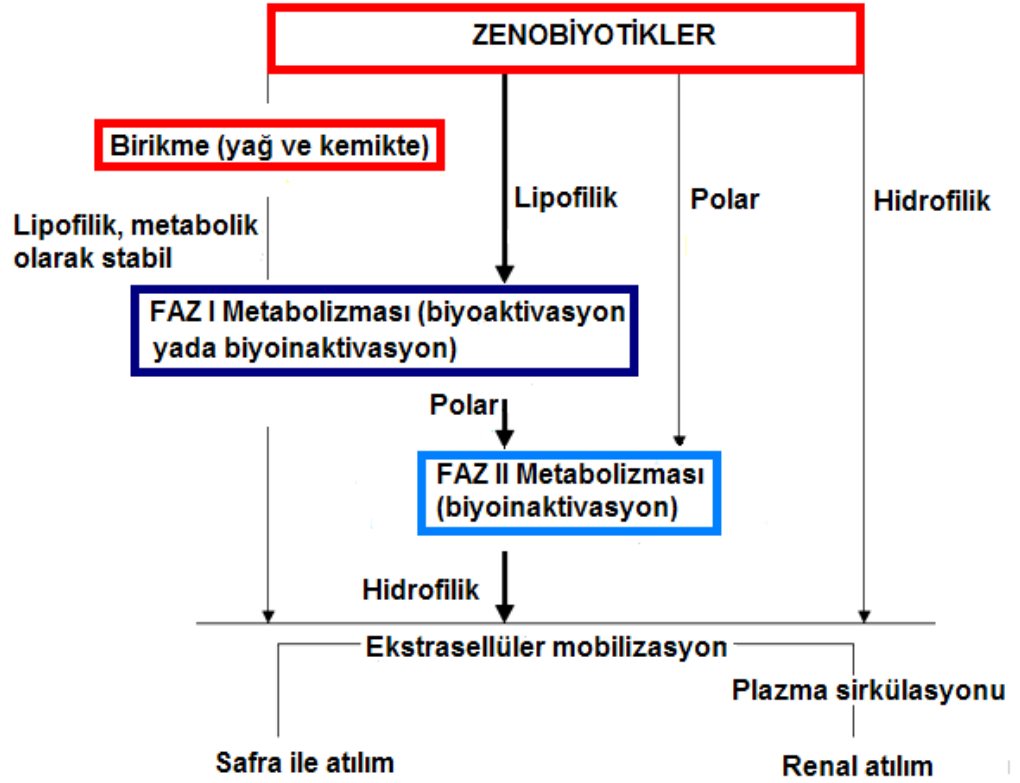 ZENOBİYOTİKLER
Birikme (yağ ve kemikte)
Lipofilik
Polar
Hidrofilik
Lipofilik, metabolik
olarak stabil
FAZ I Metabolizması (biyoaktivasyon
yada biyoinaktivasyon)
Polar
FAZ II Metabolizması
(biyoinaktivasyon)
Hidrofilik
Ekstrasellüler mobilizasyon
Plazma sirkülasyonu
Safra ile atılım
Renal atılım